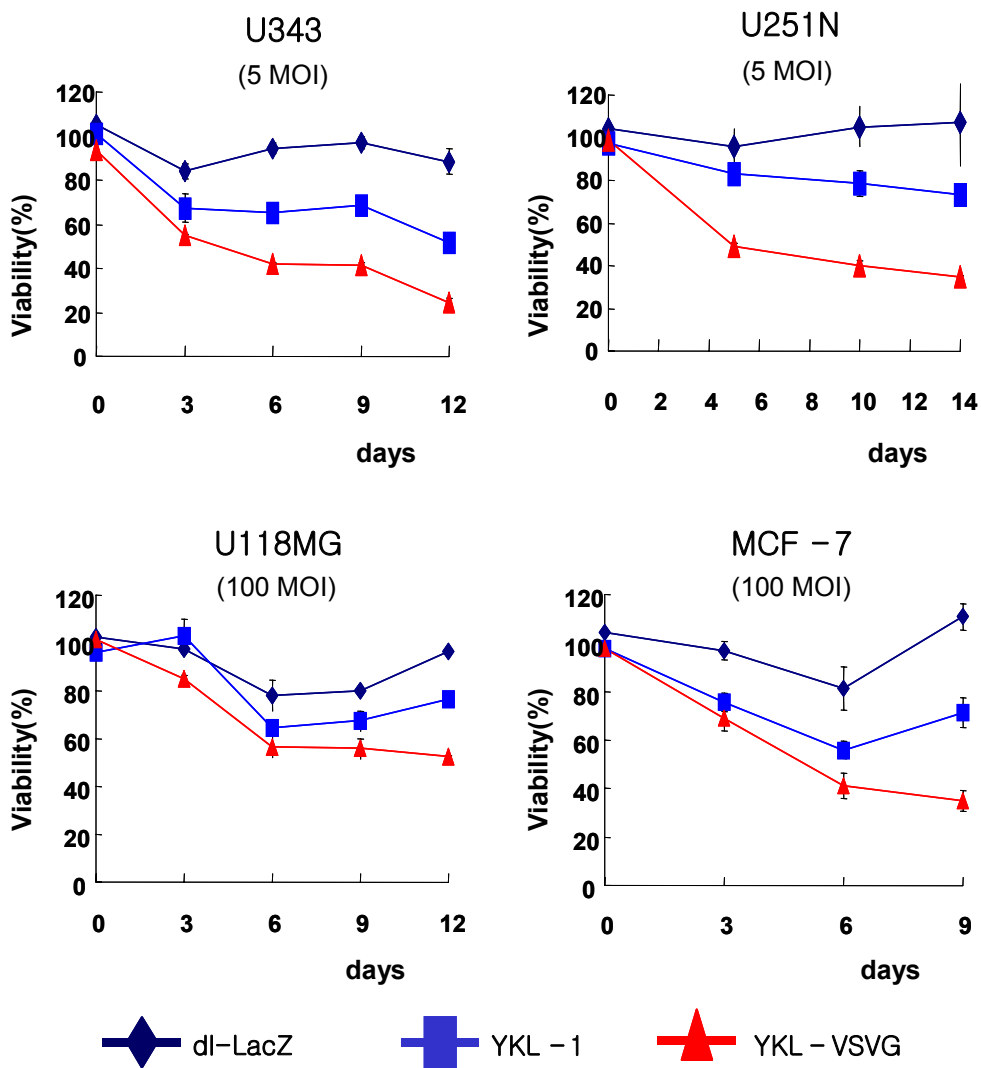 U343
(5 MOI)
120
100
80
60
40
20
0
Viability(%)
0 3 6 9 12
days
U251N
(5 MOI)
120
100
80
60
40
20
0
Viability(%)
0 2 4 6 8 10 12 14
days
U118MG
(100 MOI)
120
100
80
60
40
20
0
Viability(%)
0 3 6 9 12
days
MCF -7
(100 MOI)
120
100
80
60
40
20
0
Viability(%)
0 3 6 9
days
dl-LacZ
YKL -1
YKL - VSVG